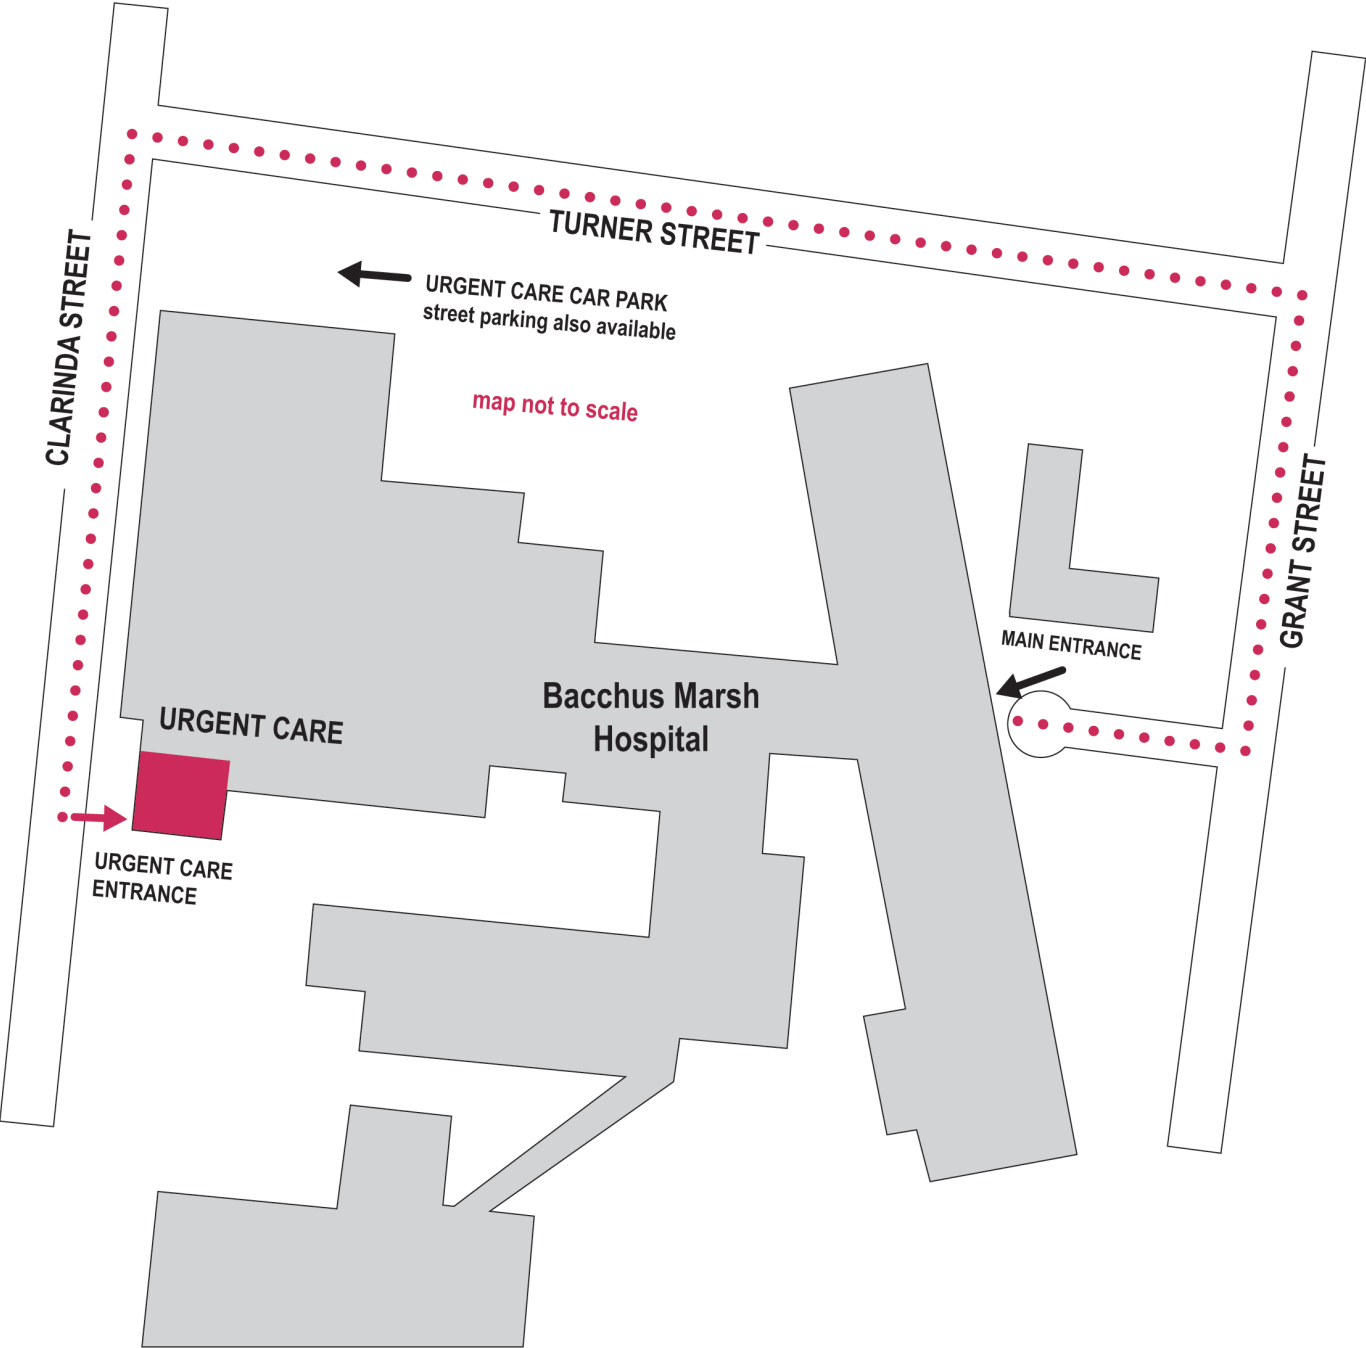 TURNER STREET
CLARINDA STREET
URGENT CARE CAR PARK
street parking also available
map not to scale
GRANT STREET
MAIN ENTRANCE
Bacchus Marsh
Hospital
URGENT CARE
URGENT CARE
ENTRANCE